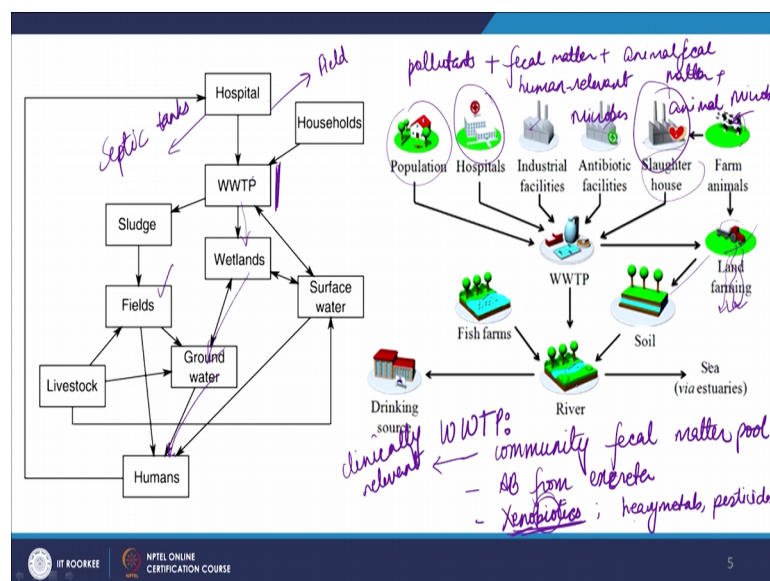 pollutants + fecal matter + animal fecal
human-relevant matter +
microbes animal microbes
Field
Septic tanks
Hospital
Households
WWTP
Sludge
Wetlands
Surface
water
Fields
Ground
water
Livestock
Humans
Population
Hospitals
Industrial
facilities
Antibiotic
facilities
Slaughter
house
Farm
animals
WWTP
Land
farming
Fish farms
Soil
Drinking
source
River
Sea
(via estuaries)
clinically
relevant
WWTP:
community fecal matter pool
- AB from excreta
- Xenobiotics ; heavy metals, pesticide
IIT ROORKEE
NPTEL ONLINE
CERTIFICATION COURSE
5